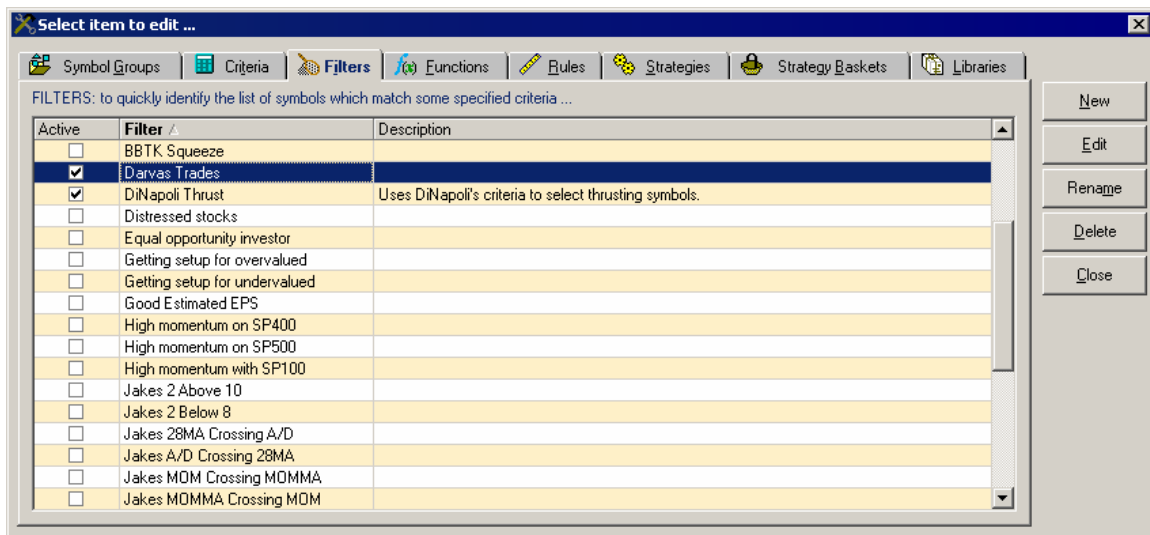 Select item to edit ...
Symbol Groups Criteria Filters f(x) Functions Rules Strategies Strategy Baskets Libraries
FILTERS: to quickly identify the list of symbols which match some specified criteria ...
New
Active Filter Description
BBTK Squeeze
Edit
Darvas Trades
DiNapoli Thrust Uses DiNapoli's criteria to select thrusting symbols.
Rename
Distressed stocks
Equal opportunity investor
Delete
Getting setup for overvalued
Getting setup for undervalued
Close
Good Estimated EPS
High momentum on SP400
High momentum on SP500
High momentum with SP100
Jakes 2 Above 10
Jakes 2 Below 8
Jakes 28MA Crossing A/D
Jakes A/D Crossing 28MA
Jakes MOM Crossing MOMMA
Jakes MOMMA Crossing MOM